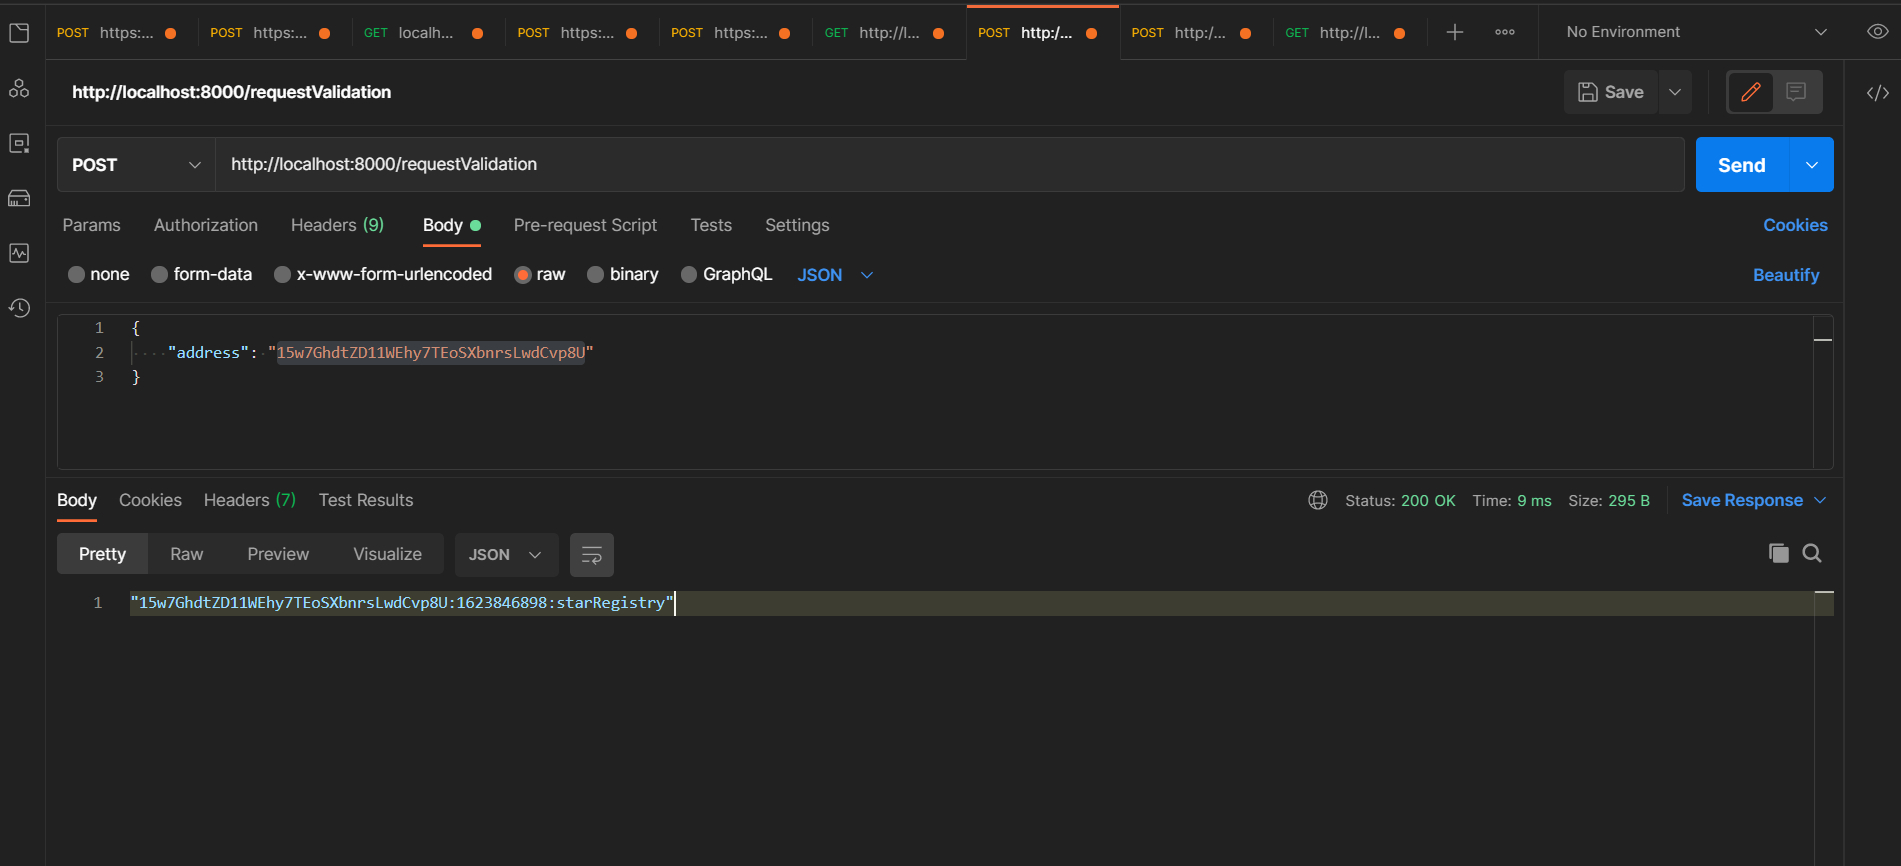 POST https:... POST https:... GET localh... POST https:... POST https:... GET http://l... POST http:/... POST http:/... GET http://l... No Environment
http://localhost:8000/requestValidation Save
POST http://localhost:8000/requestValidation Send
Params Authorization Headers (9) Body Pre-request Script Tests Settings Cookies
none form-data x-www-form-urlencoded raw binary GraphQL JSON Beautify
1 {
2 "address": "15w7GhdtZD11WEhy7TEoSXbnrsLwdCvp8U"
3 }
Body Cookies Headers (7) Test Results Status: 200 OK Time: 9 ms Size: 295 B Save Response
Pretty Raw Preview Visualize JSON
1 "15w7GhdtZD11WEhy7TEoSXbnrsLwdCvp8U:1623846898:starRegistry"